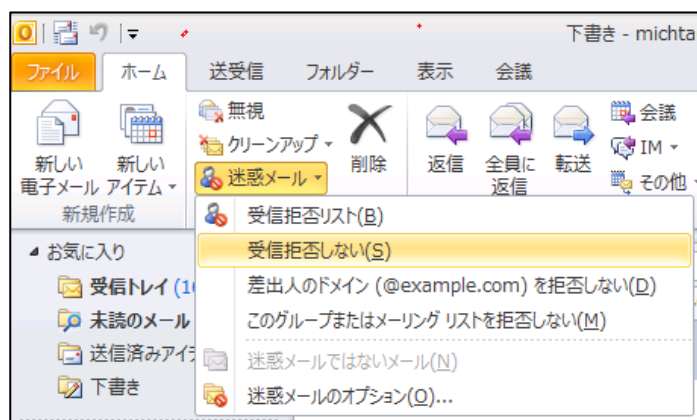 下書き - michta
ファイル ホーム 送受信 フォルダー 表示 会議
無視
クリーンアップ
迷惑メール
新しい
電子メール
新しい
アイテム
削除
返信
全員に
返信
転送
会議
IM
その他
新規作成
受信拒否リスト(B)
受信拒否しない(S)
差出人のドメイン (@example.com) を拒否しない(D)
このグループまたはメーリング リストを拒否しない(M)
迷惑メールではないメール(N)
迷惑メールのオプション(O)...
お気に入り
受信トレイ (1
未読のメール
送信済みアイ
下書き